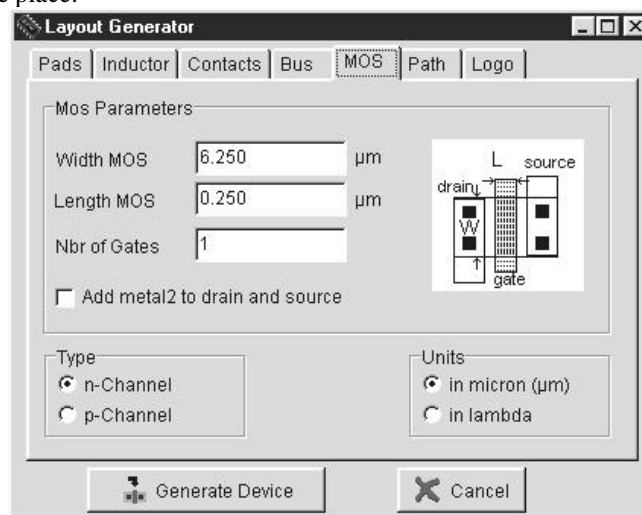 e place.
Layout Generator
Pads Inductor Contacts Bus MOS Path Logo
Mos Parameters
Width MOS 6.250 µm
Length MOS 0.250 µm
Nbr of Gates 1
Add metal2 to drain and source
L source
drain
W
gate
Type
n-Channel
p-Channel
Units
in micron (µm)
in lambda
Generate Device Cancel